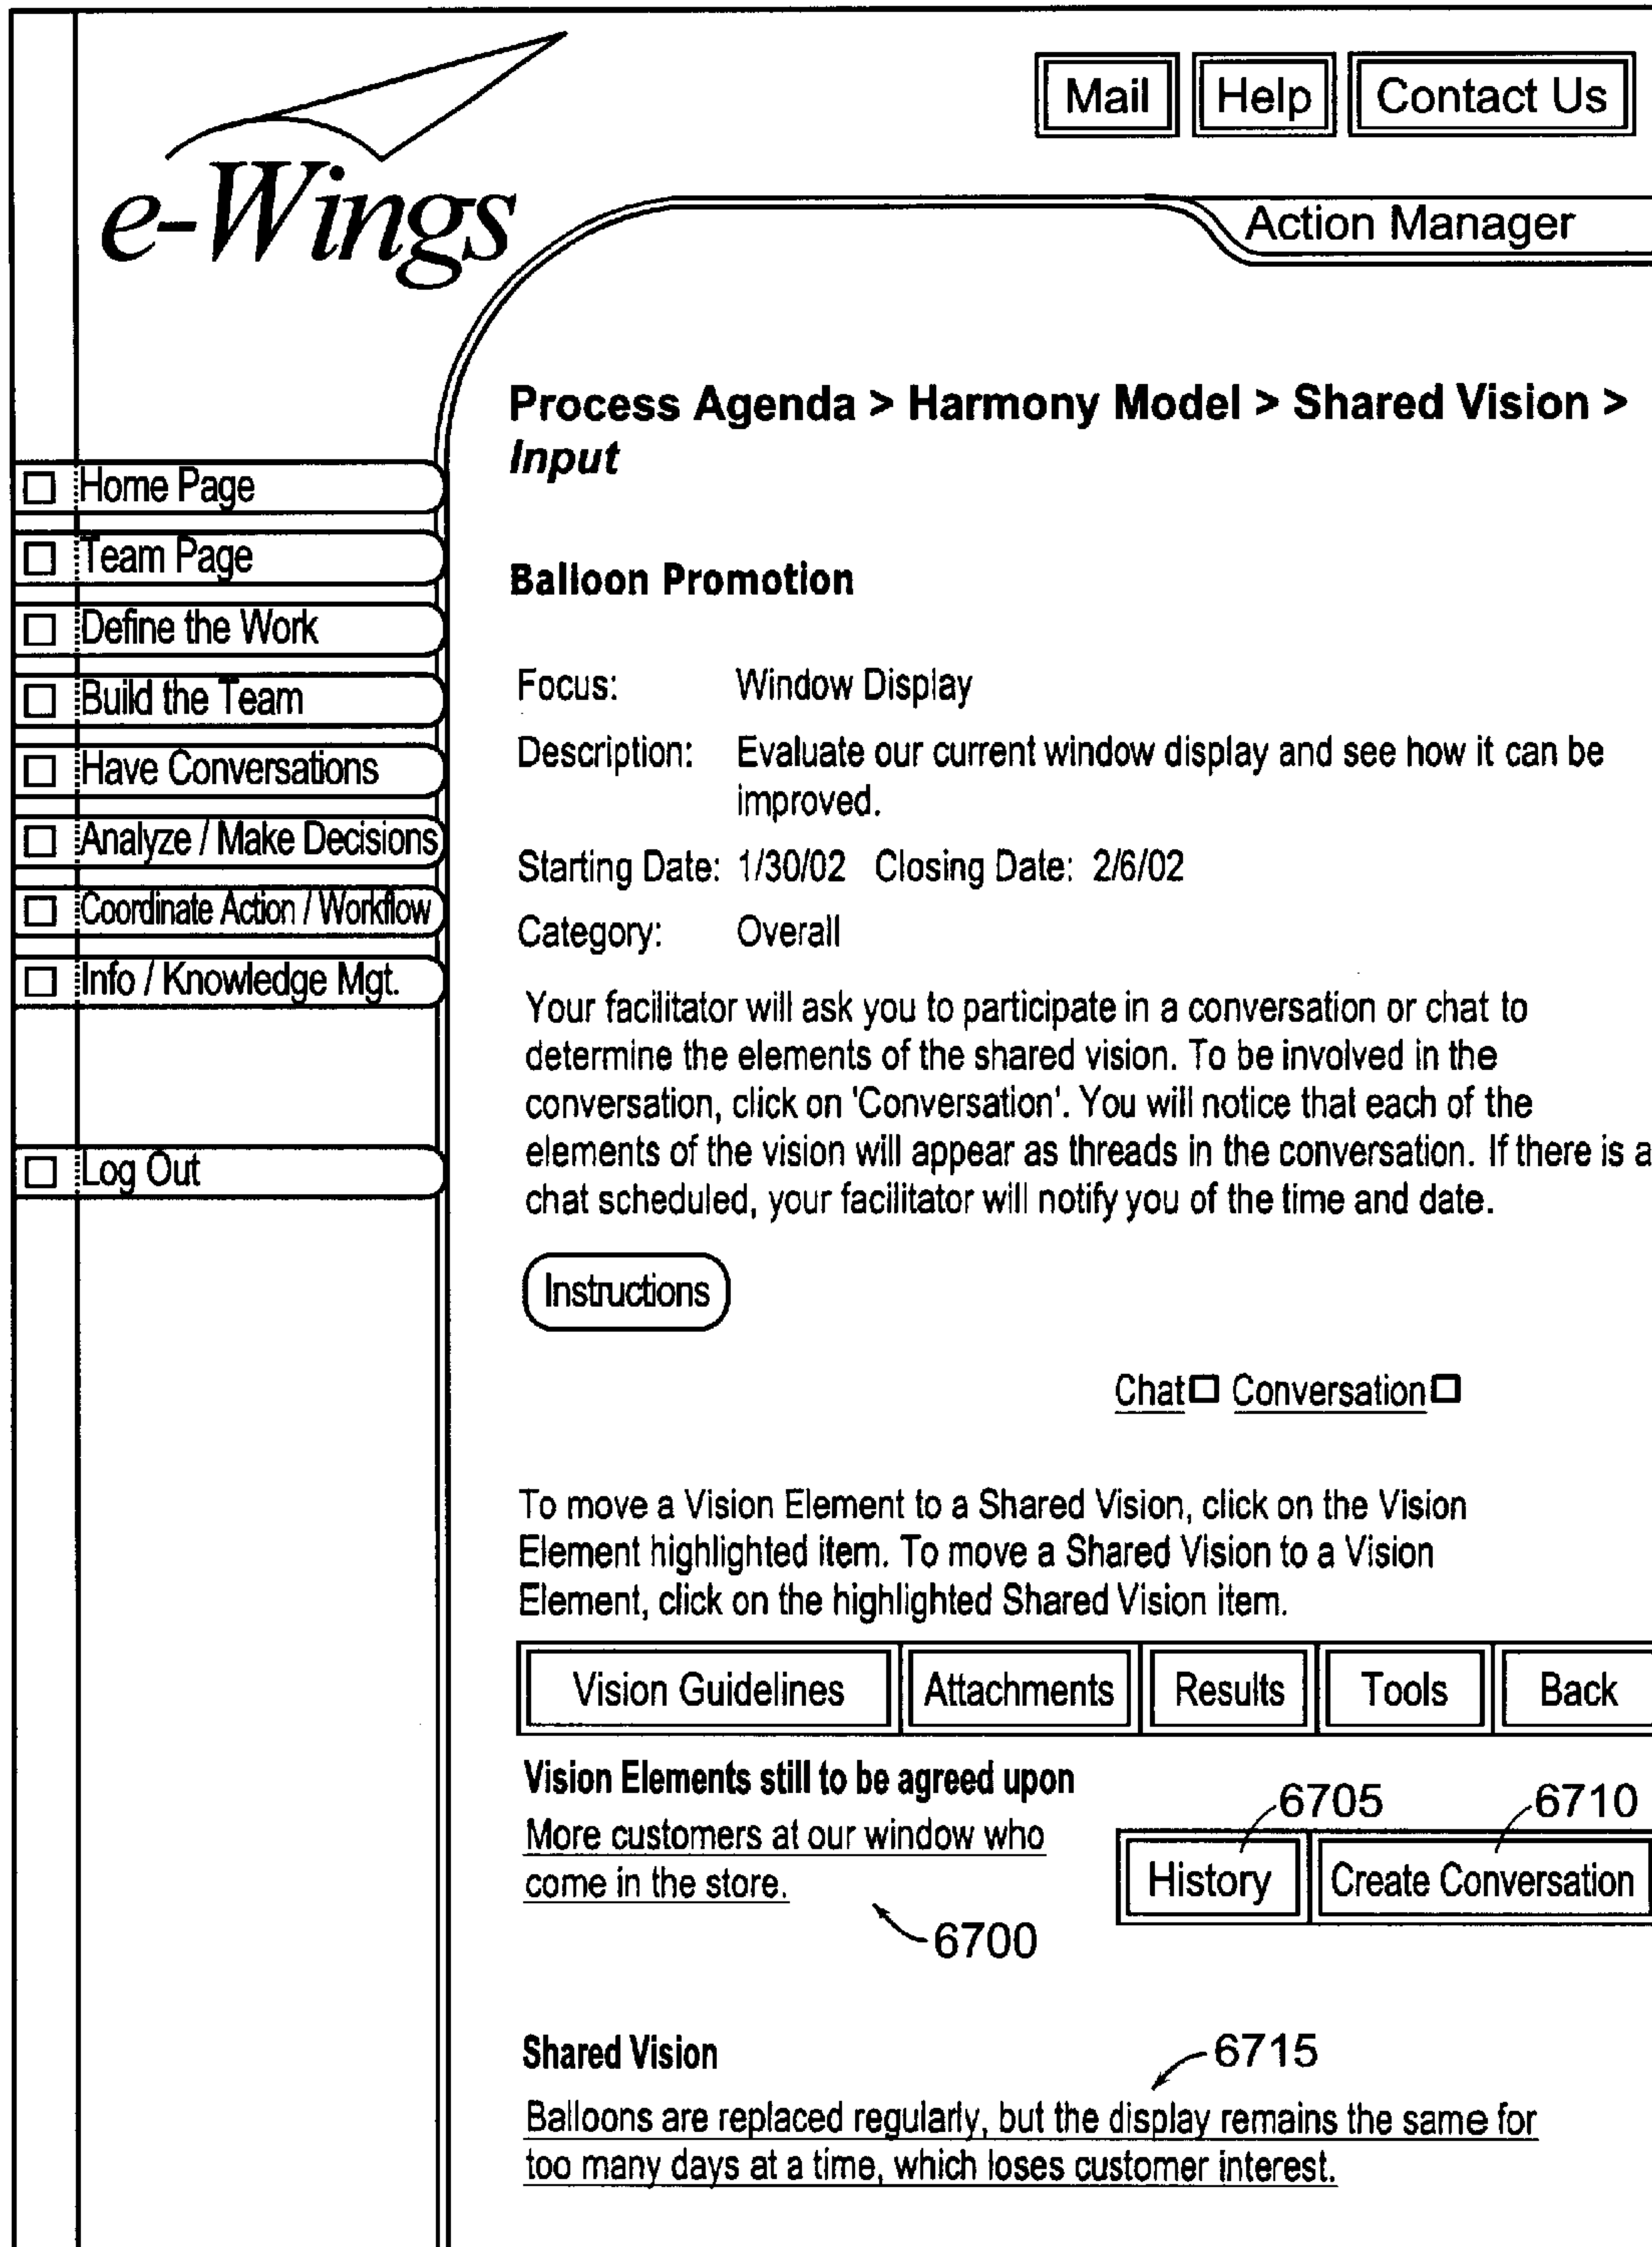 e-Wings
Mail Help Contact Us
Action Manager
Home Page
Team Page
Define the Work
Build the Team
Have Conversations
Analyze / Make Decisions
Coordinate Action / Workflow
Info / Knowledge Mgt.
Log Out
Process Agenda > Harmony Model > Shared Vision >
Input
Balloon Promotion
Focus: Window Display
Description: Evaluate our current window display and see how it can be
improved.
Starting Date: 1/30/02 Closing Date: 2/6/02
Category: Overall
Your facilitator will ask you to participate in a conversation or chat to
determine the elements of the shared vision. To be involved in the
conversation, click on 'Conversation'. You will notice that each of the
elements of the vision will appear as threads in the conversation. If there is a
chat scheduled, your facilitator will notify you of the time and date.
Instructions
Chat Conversation
To move a Vision Element to a Shared Vision, click on the Vision
Element highlighted item. To move a Shared Vision to a Vision
Element, click on the highlighted Shared Vision item.
Vision Guidelines Attachments Results Tools Back
Vision Elements still to be agreed upon
6705 6710
More customers at our window who
come in the store.
History Create Conversation
6700
Shared Vision
6715
Balloons are replaced regularly, but the display remains the same for
too many days at a time, which loses customer interest.